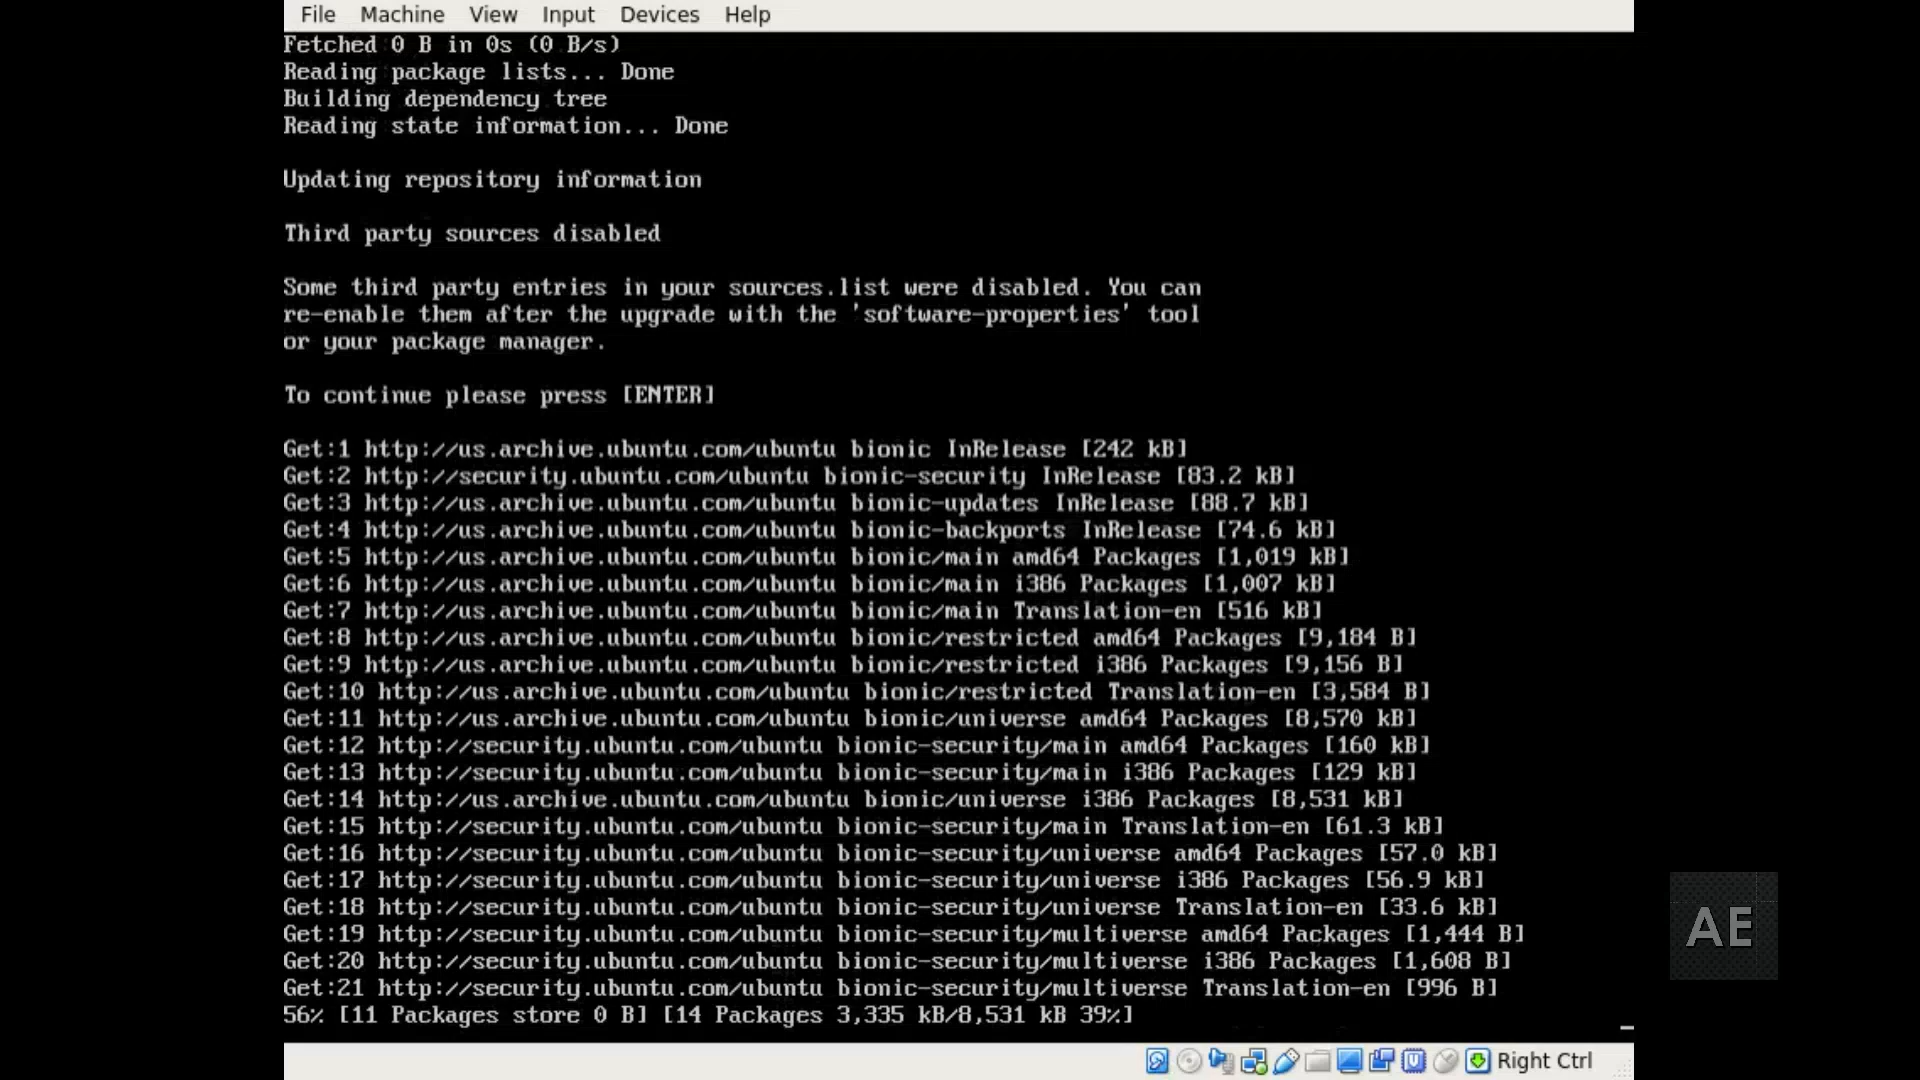 File Machine View Input Devices Help
Fetched 0 B in 0s (0 B/s)
Reading package lists... Done
Building dependency tree
Reading state information... Done
Updating repository information
Third party sources disabled
Some third party entries in your sources.list were disabled. You can
re-enable them after the upgrade with the 'software-properties' tool
or your package manager.
To continue please press [ENTER]
Get:1 http://us.archive.ubuntu.com/ubuntu bionic InRelease [242 kB]
Get:2 http://security.ubuntu.com/ubuntu bionic-security InRelease [83.2 kB]
Get:3 http://us.archive.ubuntu.com/ubuntu bionic-updates InRelease [88.7 kB]
Get:4 http://us.archive.ubuntu.com/ubuntu bionic-backports InRelease [74.6 kB]
Get:5 http://us.archive.ubuntu.com/ubuntu bionic/main amd64 Packages [1,019 kB]
Get:6 http://us.archive.ubuntu.com/ubuntu bionic/main i386 Packages [1,007 kB]
Get:7 http://us.archive.ubuntu.com/ubuntu bionic/main Translation-en [516 kB]
Get:8 http://us.archive.ubuntu.com/ubuntu bionic/restricted amd64 Packages [9,184 B]
Get:9 http://us.archive.ubuntu.com/ubuntu bionic/restricted i386 Packages [9,156 B]
Get:10 http://us.archive.ubuntu.com/ubuntu bionic/restricted Translation-en [3,584 B]
Get:11 http://us.archive.ubuntu.com/ubuntu bionic/universe amd64 Packages [8,570 kB]
Get:12 http://security.ubuntu.com/ubuntu bionic-security/main amd64 Packages [160 kB]
Get:13 http://security.ubuntu.com/ubuntu bionic-security/main i386 Packages [129 kB]
Get:14 http://us.archive.ubuntu.com/ubuntu bionic/universe i386 Packages [8,531 kB]
Get:15 http://security.ubuntu.com/ubuntu bionic-security/main Translation-en [61.3 kB]
Get:16 http://security.ubuntu.com/ubuntu bionic-security/universe amd64 Packages [57.0 kB]
Get:17 http://security.ubuntu.com/ubuntu bionic-security/universe i386 Packages [56.9 kB]
Get:18 http://security.ubuntu.com/ubuntu bionic-security/universe Translation-en [33.6 kB]
Get:19 http://security.ubuntu.com/ubuntu bionic-security/multiverse amd64 Packages [1,444 B]
Get:20 http://security.ubuntu.com/ubuntu bionic-security/multiverse i386 Packages [1,608 B]
Get:21 http://security.ubuntu.com/ubuntu bionic-security/multiverse Translation-en [996 B]
56% [11 Packages store 0 B] [14 Packages 3,335 kB/8,531 kB 39%]
AE
Right Ctrl